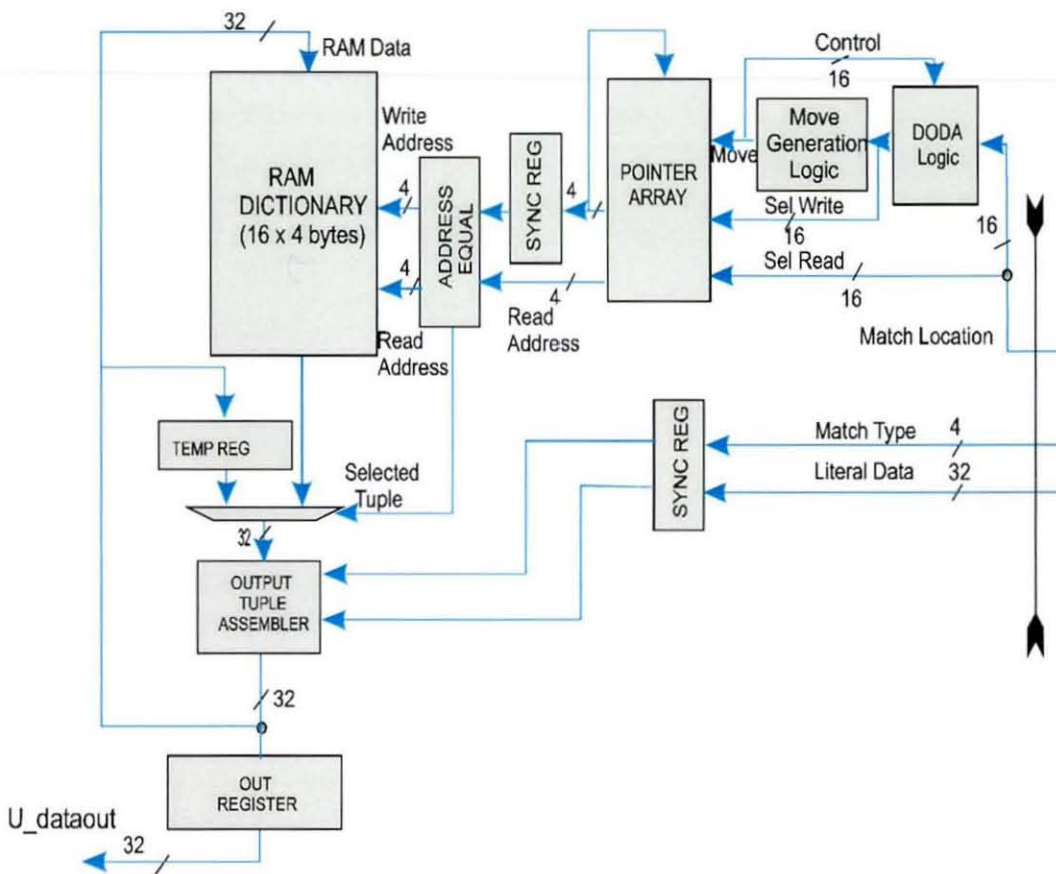 32
RAM Data
Control
16
Write
Address
RAM
DICTIONARY
(16 x 4 bytes)
4
ADDRESS
EQUAL
SYNC REG
4
POINTER
ARRAY
Move
Move
Generation
Logic
DODA
Logic
Sel Write
16
16
4
Read
Address
4
Read
Address
Sel Read
16
Match Location
TEMP REG
Selected
Tuple
SYNC REG
Match Type
4
Literal Data
32
32
OUTPUT
TUPLE
ASSEMBLER
32
OUT
REGISTER
U_dataout
32